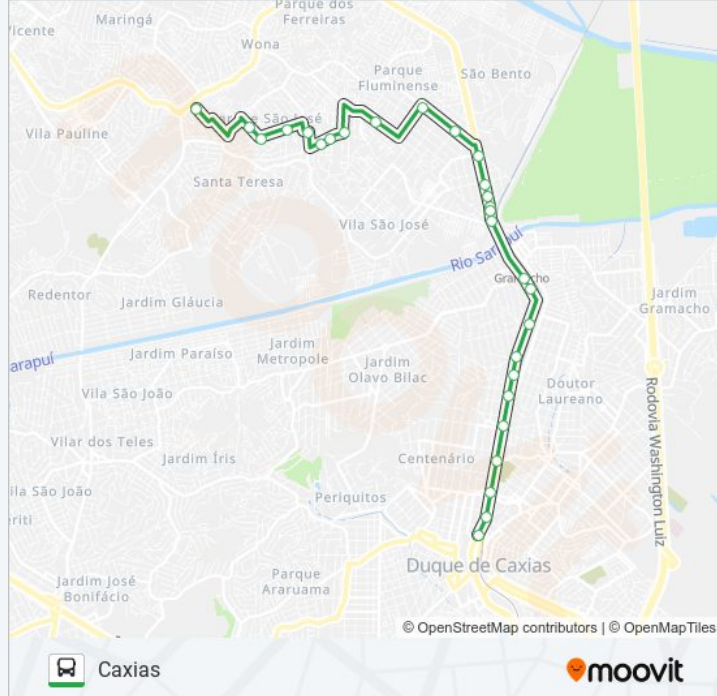 Parque dos
Ferreiras
Maringá
Vicente
Wona
Parque
Fluminense
São Bento
São José
Vila Pauline
Santa Teresa
Vila São José
Rio Sarapuí
Gramacho
Redentor
Jardim Gláucia
Jardim
Gramacho
arapuí
Jardim Paraíso
Jardim
Metropole
Jardim
Olavo Bilac
Vila São João
Doutor
Laureano
Rodovia Washington Luiz
Vilar dos Teles
Jardim Íris
Centenário
ila São João
eriti
Periquitos
Duque de Caxias
Parque
Araruama
Jardim José
Bonifácio
© OpenStreetMap contributors | © OpenMapTiles
Caxias
moovit